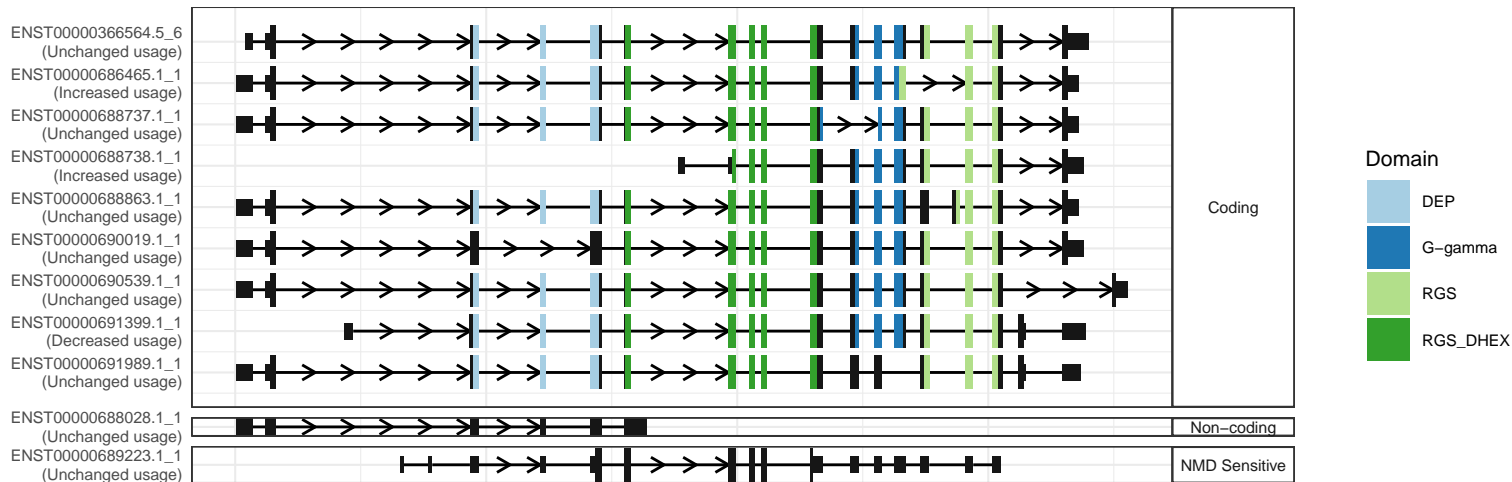 ENST00000366564.5_6
(Unchanged usage)
ENST00000686465.1_1
(Increased usage)
ENST00000688737.1_1
(Unchanged usage)
ENST00000688738.1_1
(Increased usage)
ENST00000688863.1_1
(Unchanged usage)
ENST00000690019.1_1
(Unchanged usage)
ENST00000690539.1_1
(Unchanged usage)
ENST00000691399.1_1
(Decreased usage)
ENST00000691989.1_1
(Unchanged usage)
Coding
ENST00000688028.1_1
(Unchanged usage)
Non−coding
ENST00000689223.1_1
(Unchanged usage)
NMD Sensitive
Domain
DEP
G−gamma
RGS
RGS_DHEX